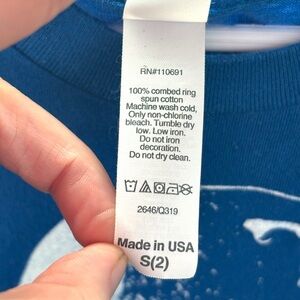 RN#110691
100% combed ring
spun cotton
Machine wash cold,
Only non-chlorine
bleach. Tumble dry
low. Low iron.
Do not iron
decoration.
Do not dry clean.
2646/Q319
Made in USA
S(2)